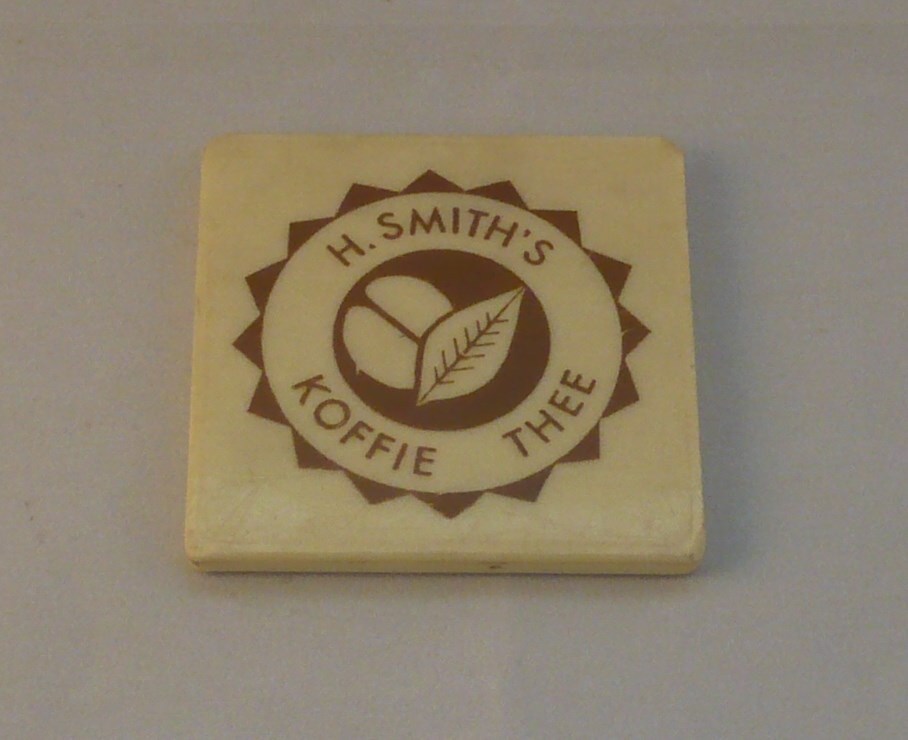 H. SMITH'S
KOFFIE THEE